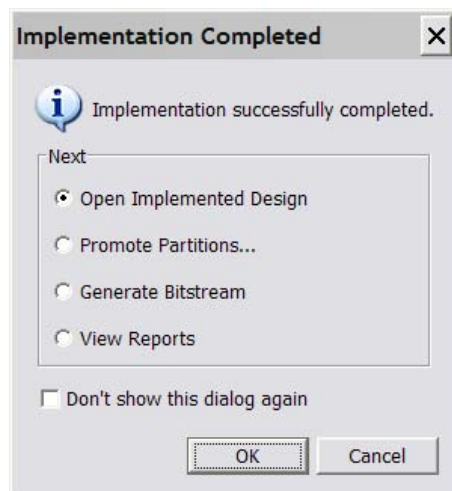 Implementation Completed
Implementation successfully completed.
Next
Open Implemented Design
Promote Partitions...
Generate Bitstream
View Reports
Don't show this dialog again
OK
Cancel